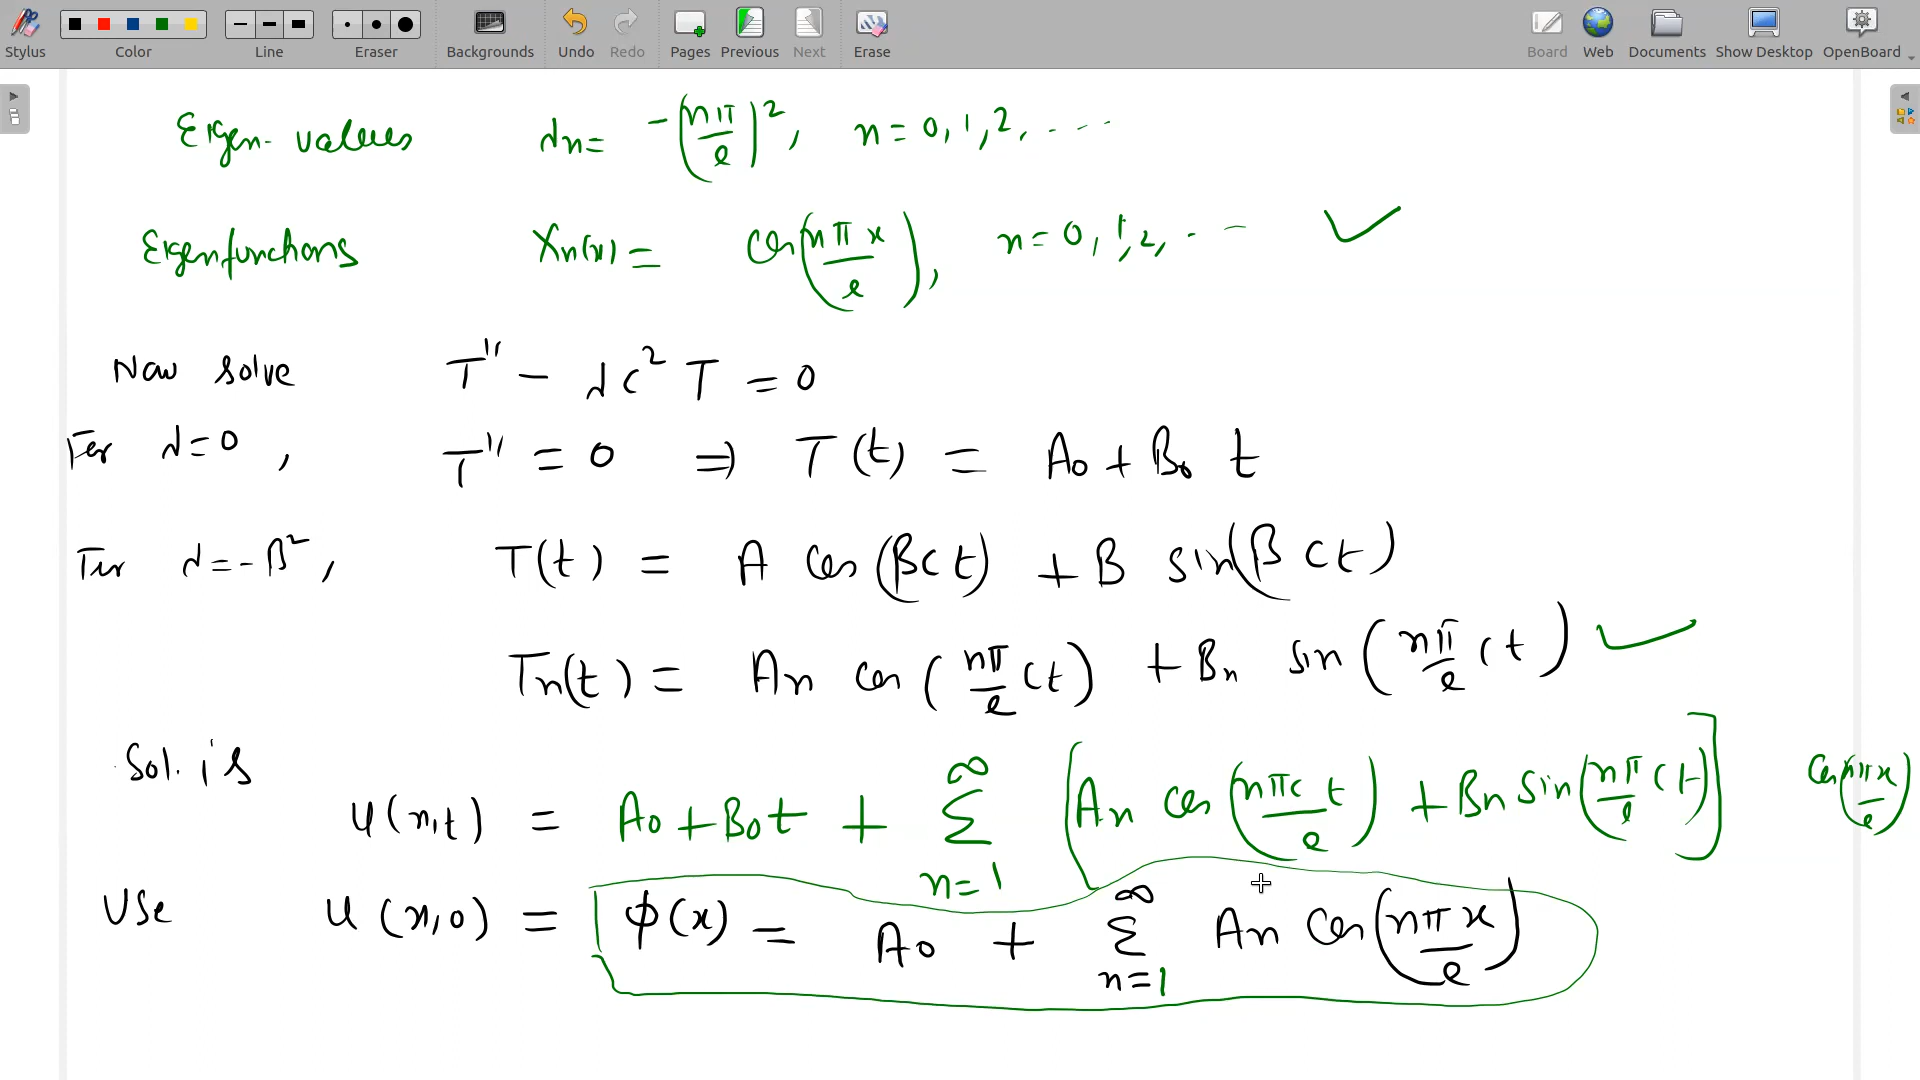 Stylus Color Line Eraser Backgrounds Undo Redo Pages Previous Next Erase Board Web Documents Show Desktop OpenBoard
Eigen-values λn = -(nπ/l)², n = 0, 1, 2, ....
Eigenfunctions Xn(x) = Cos(nπx/l), n = 0, 1, 2, ...
Now solve T'' - λc² T = 0
For λ = 0, T'' = 0 ⇒ T(t) = A₀ + B₀ t
For λ = -β², T(t) = A Cos(βct) + B sin(βct)
Tn(t) = An cos(nπ/l ct) + Bn sin(nπ/l ct)
Sol. is
u(x,t) = A₀ + B₀t + ∞Σn=1 [An cos(nπc/l t) + Bn sin(nπ/l ct)] Cos(nπx/l)
Use u(x,0) = φ(x) = A₀ + ∞Σn=1 An Cos(nπx/l)